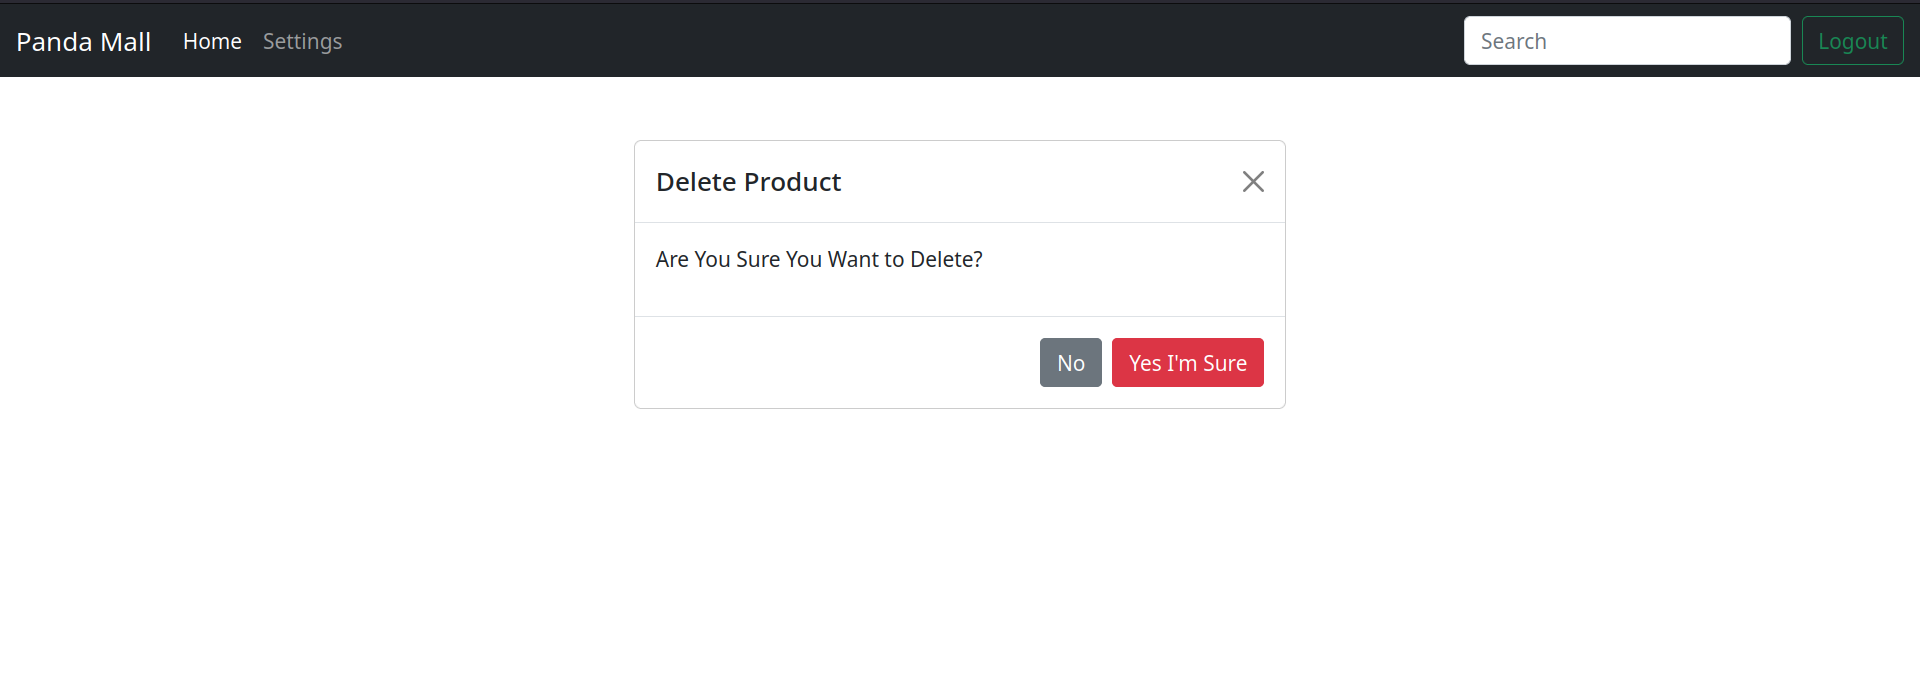 Panda Mall Home Settings Search Logout
Delete Product
Are You Sure You Want to Delete?
No Yes I'm Sure